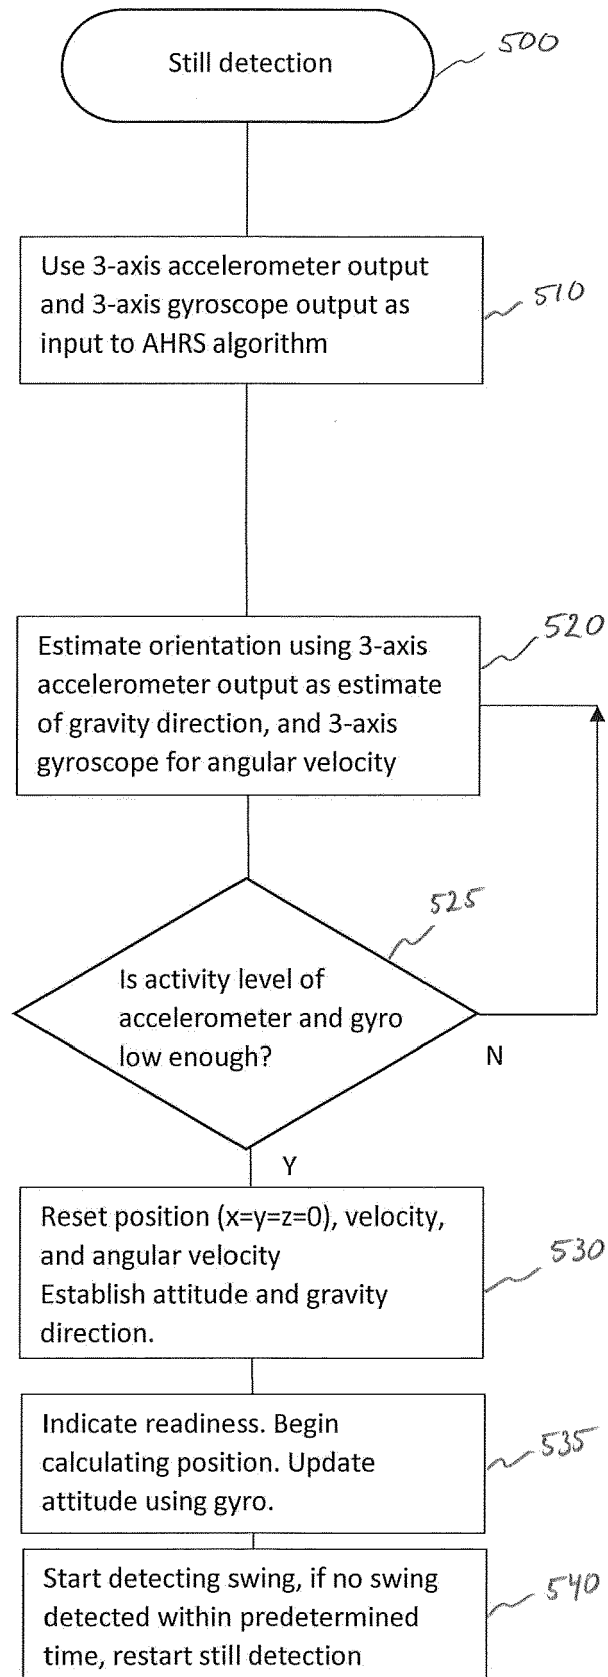 Still detection
500
Use 3-axis accelerometer output
and 3-axis gyroscope output as
input to AHRS algorithm
510
520
Estimate orientation using 3-axis
accelerometer output as estimate
of gravity direction, and 3-axis
gyroscope for angular velocity
525
Is activity level of
accelerometer and gyro
low enough?
N
Y
Reset position (x=y=z=0), velocity,
and angular velocity
Establish attitude and gravity
direction.
530
Indicate readiness. Begin
calculating position. Update
attitude using gyro.
535
Start detecting swing, if no swing
detected within predetermined
time, restart still detection
540